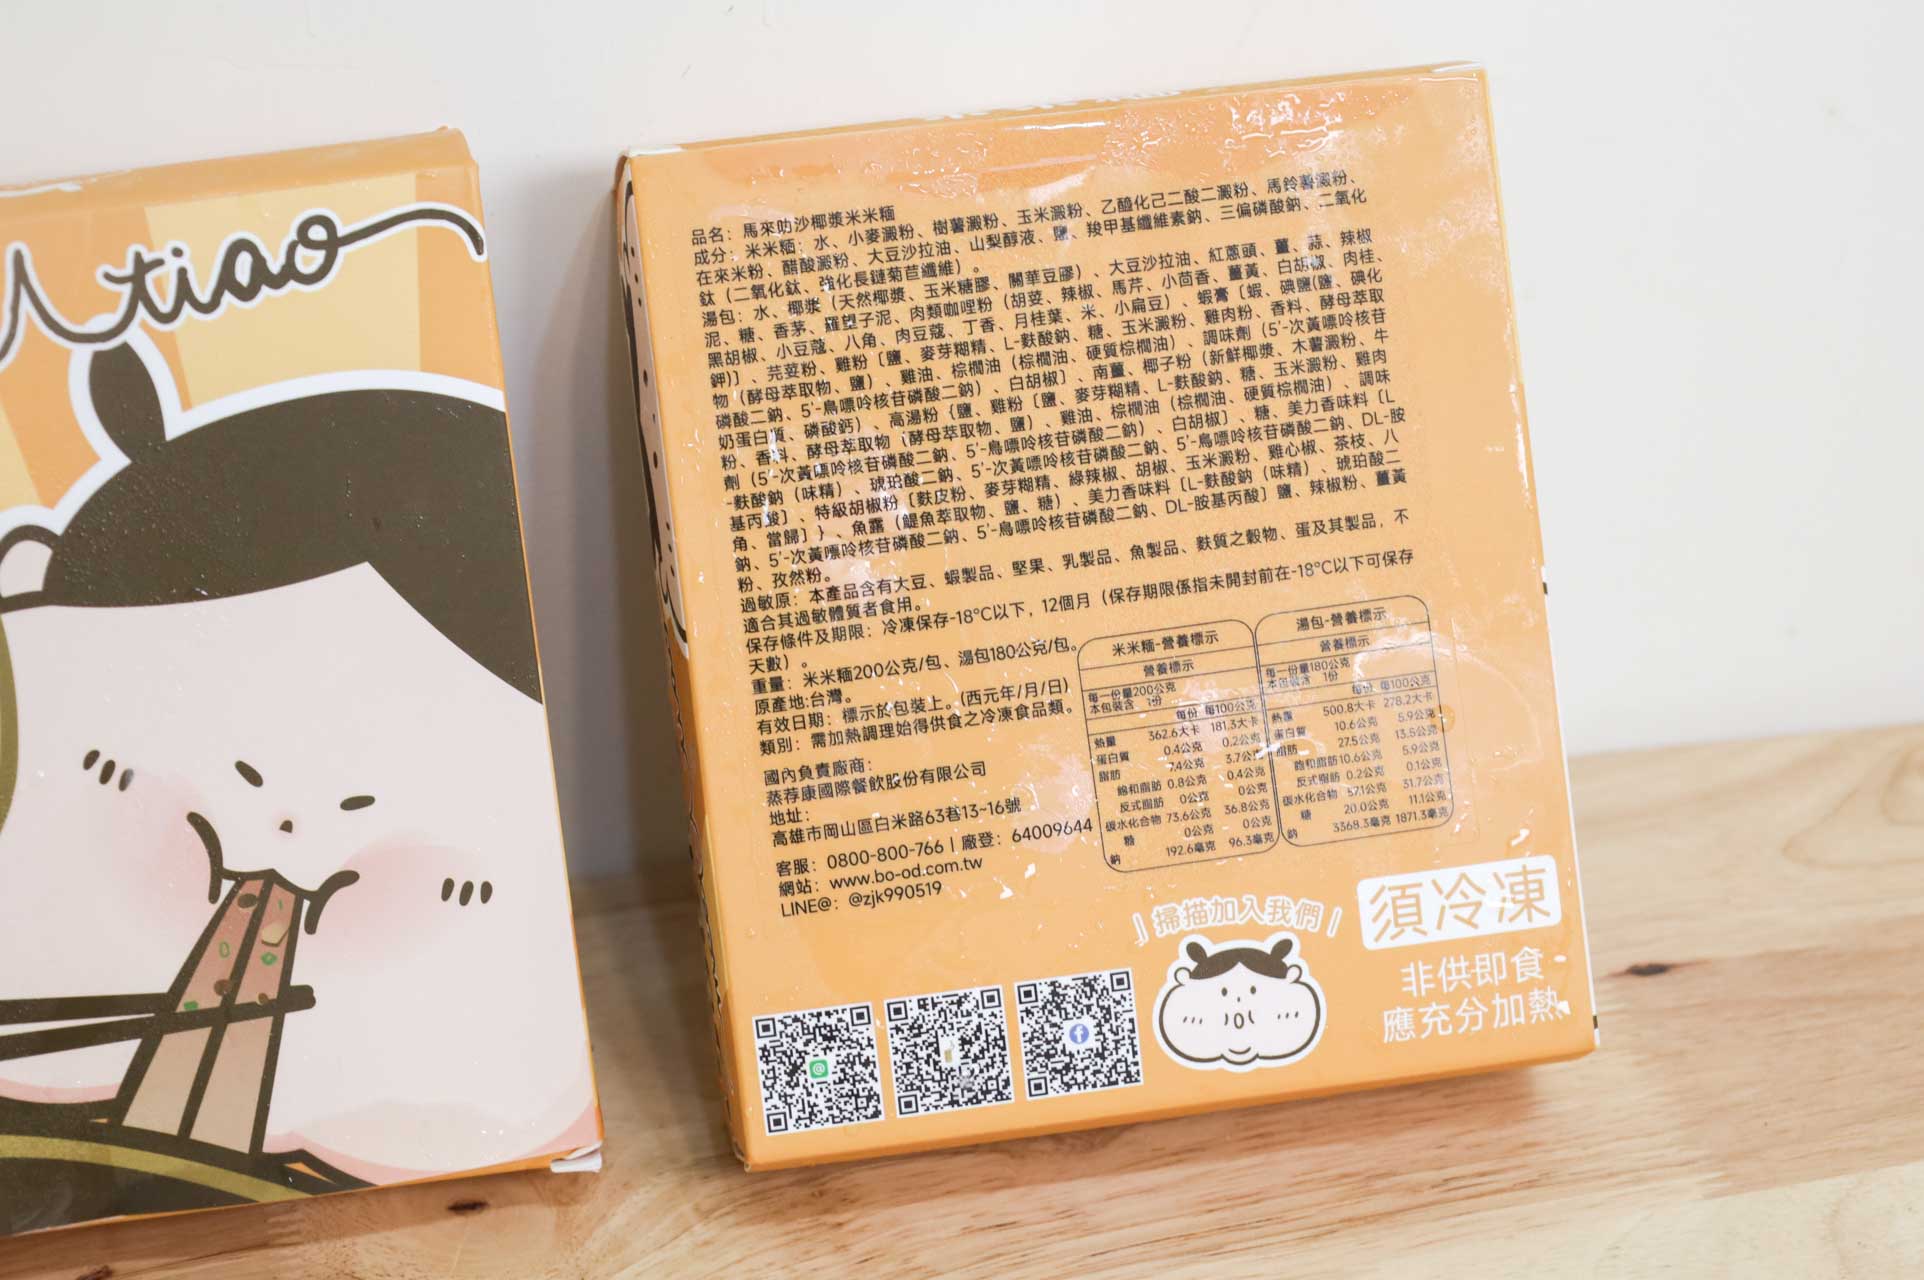 tiao
品名：馬來叻沙椰漿米米粫
成分：米米粫：水、小麥澱粉、樹薯澱粉、玉米澱粉、乙醯化己二酸二澱粉、馬鈴薯澱粉、
在來米粉、醋酸澱粉、大豆沙拉油、山梨醇液、鹽、羧甲基纖維素鈉、三偏磷酸鈉、二氧化
鈦（二氧化鈦、強化長鏈菊苣纖維）。
湯包：水、椰漿（天然椰漿、玉米糖膠、關華豆膠）、大豆沙拉油、紅蔥頭、薑、蒜、辣椒
泥、糖、香茅、羅望子泥、肉類咖哩粉（胡荽、辣椒、馬芹、小茴香、薑黃、白胡椒、肉桂、
黑胡椒、小豆蔻、八角、肉豆蔻、丁香、月桂葉、米、小扁豆）、蝦膏〔蝦、碘鹽(鹽、碘化
鉀)〕、芫荽粉、雞粉〔鹽、麥芽糊精、L-麩酸鈉、糖、玉米澱粉、雞肉粉、香料、酵母萃取
物（酵母萃取物、鹽）、雞油、棕櫚油（棕櫚油、硬質棕櫚油）、調味劑（5'-次黃嘌呤核苷
磷酸二鈉、5'-鳥嘌呤核苷磷酸二鈉）、白胡椒〕、南薑、椰子粉（新鮮椰漿、木薯澱粉、牛
奶蛋白質、磷酸鈣）、高湯粉｛鹽、雞粉〔鹽、麥芽糊精、L-麩酸鈉、糖、玉米澱粉、雞肉
粉、香料、酵母萃取物（酵母萃取物、鹽）、雞油、棕櫚油（棕櫚油、硬質棕櫚油）、調味
劑（5'-次黃嘌呤核苷磷酸二鈉、5'-鳥嘌呤核苷磷酸二鈉）、白胡椒〕、糖、美力香味料〔L
-麩酸鈉（味精）、琥珀酸二鈉、5'-次黃嘌呤核苷磷酸二鈉、5'-鳥嘌呤核苷磷酸二鈉、DL-胺
基丙酸〕、特級胡椒粉〔麩皮粉、麥芽糊精、綠辣椒、胡椒、玉米澱粉、雞心椒、茶枝、八
角、當歸〕｝、魚露（鯷魚萃取物、鹽、糖）、美力香味料〔L-麩酸鈉（味精）、琥珀酸二
鈉、5'-次黃嘌呤核苷磷酸二鈉、5'-鳥嘌呤核苷磷酸二鈉、DL-胺基丙酸〕鹽、辣椒粉、薑黃
粉、孜然粉。
過敏原：本產品含有大豆、蝦製品、堅果、乳製品、魚製品、麩質之穀物、蛋及其製品，不
適合其過敏體質者食用。
保存條件及期限：冷凍保存-18°C以下，12個月（保存期限係指未開封前在-18°C以下可保存
天數）。
重量：米米粫200公克/包、湯包180公克/包。
原產地:台灣。
有效日期：標示於包裝上。(西元年/月/日)
類別：需加熱調理始得供食之冷凍食品類。
國內負責廠商：
蒸荐康國際餐飲股份有限公司
地址：
高雄市岡山區白米路63巷13~16號
客服：0800-800-766 | 廠登：64009644
網站：www.bo-od.com.tw
LINE@：@zjk990519
米米粫-營養標示
營養標示
每一份量200公克
本包裝含 1份
每份 每100公克
熱量 362.6大卡 181.3大卡
蛋白質 0.4公克 0.2公克
脂肪 7.4公克 3.7公克
飽和脂肪 0.8公克 0.4公克
反式脂肪 0公克 0公克
碳水化合物 73.6公克 36.8公克
糖 0公克 0公克
鈉 192.6毫克 96.3毫克
湯包-營養標示
營養標示
每一份量180公克
本包裝含 1份
每份 每100公克
熱量 500.8大卡 278.2大卡
蛋白質 10.6公克 5.9公克
脂肪 27.5公克 13.5公克
飽和脂肪 10.6公克 5.9公克
反式脂肪 0.2公克 0.1公克
碳水化合物 57.1公克 31.7公克
糖 20.0公克 11.1公克
鈉 3368.3毫克 1871.3毫克
掃描加入我們
須冷凍
非供即食
應充分加熱